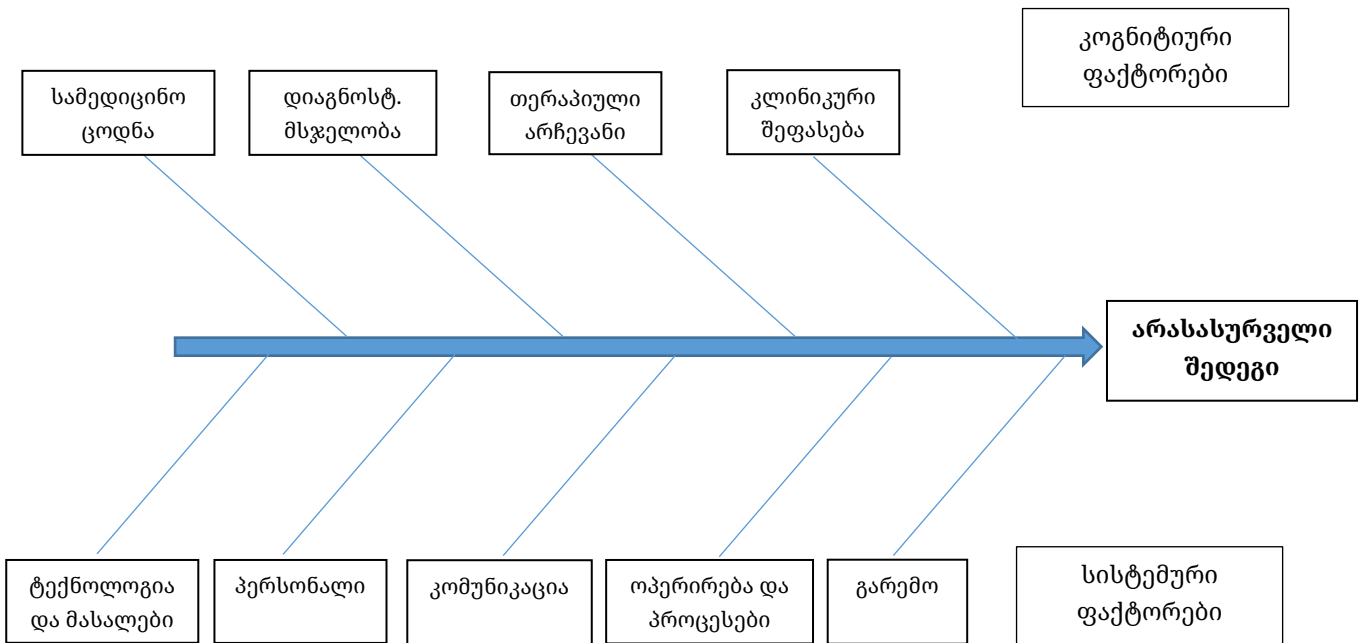 კოგნიტიური
ფაქტორები
სამედიცინო
ცოდნა
დიაგნოსტ.
მსჯელობა
თერაპიული
არჩევანი
კლინიკური
შეფასება
არასასურველი
შედეგი
ტექნოლოგია
და მასალები
პერსონალი
კომუნიკაცია
ოპერირება და
პროცესები
გარემო
სისტემური
ფაქტორები